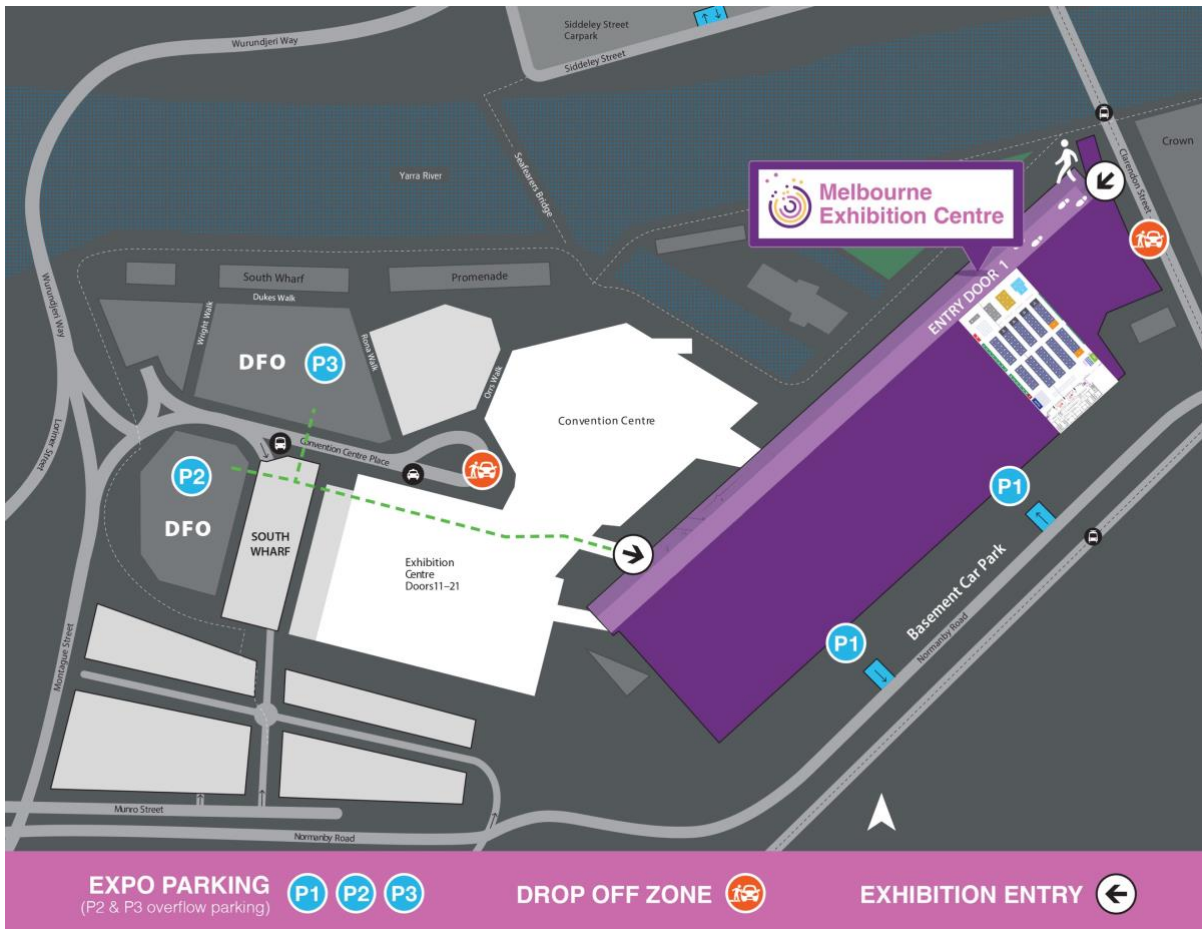 Siddeley Street
Carpark
Siddeley Street
Wurundjeri Way
Crown
Clarendon Street
Seafarers Bridge
Yarra River
Melbourne
Exhibition Centre
ENTRY DOOR 1
South Wharf
Promenade
Dukes Walk
Wurundjeri Way
Wright Walk
Rona Walk
Orrs Walk
DFO
P3
Convention Centre
Lorimer Street
Convention Centre Place
P2
DFO
SOUTH
WHARF
Exhibition
Centre
Doors11–21
P1
P1
Basement Car Park
Normanby Road
Montague Street
Munro Street
Normanby Road
EXPO PARKING
(P2 & P3 overflow parking)
P1 P2 P3
DROP OFF ZONE
EXHIBITION ENTRY